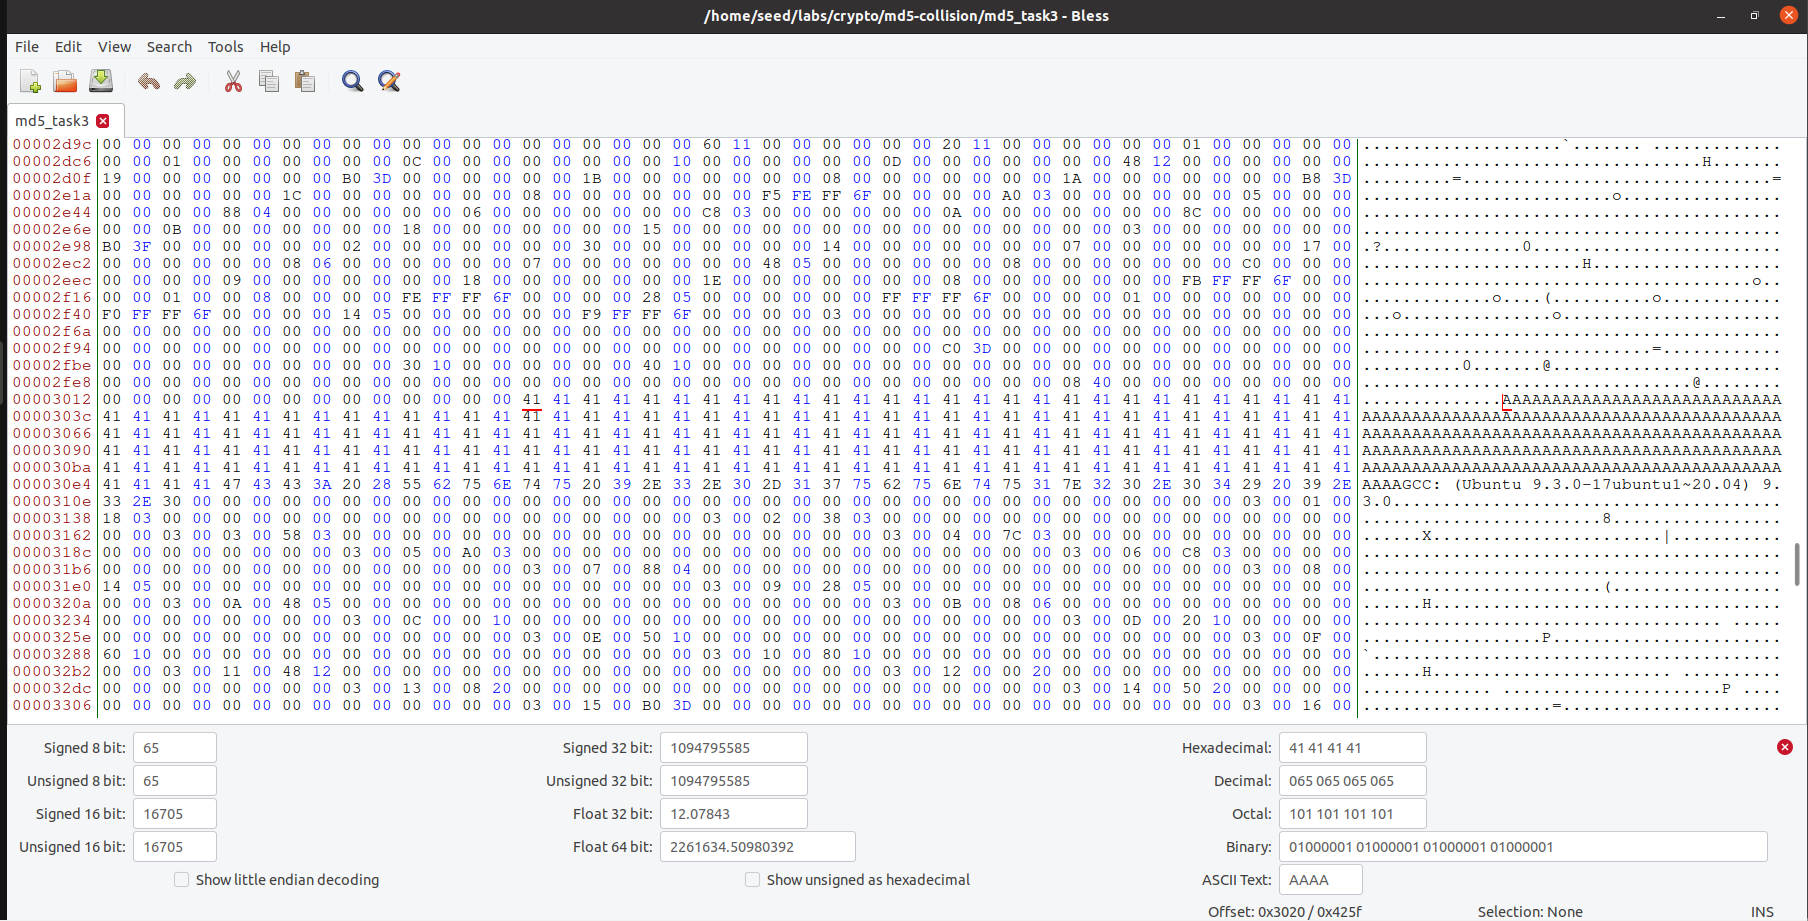 /home/seed/labs/crypto/md5-collision/md5_task3 - Bless
File Edit View Search Tools Help
md5_task3
00002d9c 00 00 00 00 00 00 00 00 00 00 00 00 00 00 00 00 00 00 00 00 60 11 00 00 00 00 00 00 20 11 00 00 00 00 00 00 01 00 00 00 00 00 ....................`....... .............
00002dc6 00 00 01 00 00 00 00 00 00 00 0C 00 00 00 00 00 00 00 00 10 00 00 00 00 00 00 0D 00 00 00 00 00 00 00 48 12 00 00 00 00 00 00 ..................................H.......
00002d0f 19 00 00 00 00 00 00 00 B0 3D 00 00 00 00 00 00 1B 00 00 00 00 00 00 00 08 00 00 00 00 00 00 00 1A 00 00 00 00 00 00 00 B8 3D .........=...............................=
00002e1a 00 00 00 00 00 00 1C 00 00 00 00 00 00 00 08 00 00 00 00 00 00 00 F5 FE FF 6F 00 00 00 00 A0 03 00 00 00 00 00 00 05 00 00 00 .........................o................
00002e44 00 00 00 00 88 04 00 00 00 00 00 00 06 00 00 00 00 00 00 00 C8 03 00 00 00 00 00 00 0A 00 00 00 00 00 00 00 8C 00 00 00 00 00 ..........................................
00002e6e 00 00 0B 00 00 00 00 00 00 00 18 00 00 00 00 00 00 00 15 00 00 00 00 00 00 00 00 00 00 00 00 00 00 00 03 00 00 00 00 00 00 00 ..........................................
00002e98 B0 3F 00 00 00 00 00 00 02 00 00 00 00 00 00 00 30 00 00 00 00 00 00 00 14 00 00 00 00 00 00 00 07 00 00 00 00 00 00 00 17 00 .?..............0.........................
00002ec2 00 00 00 00 00 00 08 06 00 00 00 00 00 00 07 00 00 00 00 00 00 00 48 05 00 00 00 00 00 00 08 00 00 00 00 00 00 00 C0 00 00 00 ......................H...................
00002eec 00 00 00 00 09 00 00 00 00 00 00 00 18 00 00 00 00 00 00 00 1E 00 00 00 00 00 00 00 08 00 00 00 00 00 00 00 FB FF FF 6F 00 00 .......................................o..
00002f16 00 00 01 00 00 08 00 00 00 00 FE FF FF 6F 00 00 00 00 28 05 00 00 00 00 00 00 FF FF FF 6F 00 00 00 00 01 00 00 00 00 00 00 00 .............o....(..........o............
00002f40 F0 FF FF 6F 00 00 00 00 14 05 00 00 00 00 00 00 F9 FF FF 6F 00 00 00 00 03 00 00 00 00 00 00 00 00 00 00 00 00 00 00 00 00 00 ...o...............o......................
00002f6a 00 00 00 00 00 00 00 00 00 00 00 00 00 00 00 00 00 00 00 00 00 00 00 00 00 00 00 00 00 00 00 00 00 00 00 00 00 00 00 00 00 00 ..........................................
00002f94 00 00 00 00 00 00 00 00 00 00 00 00 00 00 00 00 00 00 00 00 00 00 00 00 00 00 00 00 C0 3D 00 00 00 00 00 00 00 00 00 00 00 00 .............................=............
00002fbe 00 00 00 00 00 00 00 00 00 00 30 10 00 00 00 00 00 00 40 10 00 00 00 00 00 00 00 00 00 00 00 00 00 00 00 00 00 00 00 00 00 00 ..........0.......@.......................
00002fe8 00 00 00 00 00 00 00 00 00 00 00 00 00 00 00 00 00 00 00 00 00 00 00 00 00 00 00 00 00 00 00 00 08 40 00 00 00 00 00 00 00 00 .................................@........
00003012 00 00 00 00 00 00 00 00 00 00 00 00 00 00 41 41 41 41 41 41 41 41 41 41 41 41 41 41 41 41 41 41 41 41 41 41 41 41 41 41 41 41 ..............AAAAAAAAAAAAAAAAAAAAAAAAAAAA
0000303c 41 41 41 41 41 41 41 41 41 41 41 41 41 41 41 41 41 41 41 41 41 41 41 41 41 41 41 41 41 41 41 41 41 41 41 41 41 41 41 41 41 41 AAAAAAAAAAAAAAAAAAAAAAAAAAAAAAAAAAAAAAAAAA
00003066 41 41 41 41 41 41 41 41 41 41 41 41 41 41 41 41 41 41 41 41 41 41 41 41 41 41 41 41 41 41 41 41 41 41 41 41 41 41 41 41 41 41 AAAAAAAAAAAAAAAAAAAAAAAAAAAAAAAAAAAAAAAAAA
00003090 41 41 41 41 41 41 41 41 41 41 41 41 41 41 41 41 41 41 41 41 41 41 41 41 41 41 41 41 41 41 41 41 41 41 41 41 41 41 41 41 41 41 AAAAAAAAAAAAAAAAAAAAAAAAAAAAAAAAAAAAAAAAAA
000030ba 41 41 41 41 41 41 41 41 41 41 41 41 41 41 41 41 41 41 41 41 41 41 41 41 41 41 41 41 41 41 41 41 41 41 41 41 41 41 41 41 41 41 AAAAAAAAAAAAAAAAAAAAAAAAAAAAAAAAAAAAAAAAAA
000030e4 41 41 41 41 47 43 43 3A 20 28 55 62 75 6E 74 75 20 39 2E 33 2E 30 2D 31 37 75 62 75 6E 74 75 31 7E 32 30 2E 30 34 29 20 39 2E AAAAGCC: (Ubuntu 9.3.0-17ubuntu1~20.04) 9.
0000310e 33 2E 30 00 00 00 00 00 00 00 00 00 00 00 00 00 00 00 00 00 00 00 00 00 00 00 00 00 00 00 00 00 00 00 00 00 00 00 03 00 01 00 3.0.......................................
00003138 18 03 00 00 00 00 00 00 00 00 00 00 00 00 00 00 00 00 00 00 03 00 02 00 38 03 00 00 00 00 00 00 00 00 00 00 00 00 00 00 00 00 ........................8.................
00003162 00 00 03 00 03 00 58 03 00 00 00 00 00 00 00 00 00 00 00 00 00 00 00 00 00 00 03 00 04 00 7C 03 00 00 00 00 00 00 00 00 00 00 ......X.......................|...........
0000318c 00 00 00 00 00 00 00 00 03 00 05 00 A0 03 00 00 00 00 00 00 00 00 00 00 00 00 00 00 00 00 00 00 03 00 06 00 C8 03 00 00 00 00 ..........................................
000031b6 00 00 00 00 00 00 00 00 00 00 00 00 00 00 03 00 07 00 88 04 00 00 00 00 00 00 00 00 00 00 00 00 00 00 00 00 00 00 03 00 08 00 ..........................................
000031e0 14 05 00 00 00 00 00 00 00 00 00 00 00 00 00 00 00 00 00 00 03 00 09 00 28 05 00 00 00 00 00 00 00 00 00 00 00 00 00 00 00 00 ........................(.................
0000320a 00 00 03 00 0A 00 48 05 00 00 00 00 00 00 00 00 00 00 00 00 00 00 00 00 00 00 03 00 0B 00 08 06 00 00 00 00 00 00 00 00 00 00 ......H...................................
00003234 00 00 00 00 00 00 00 00 03 00 0C 00 00 10 00 00 00 00 00 00 00 00 00 00 00 00 00 00 00 00 00 00 03 00 0D 00 20 10 00 00 00 00 .................................... .....
0000325e 00 00 00 00 00 00 00 00 00 00 00 00 00 00 03 00 0E 00 50 10 00 00 00 00 00 00 00 00 00 00 00 00 00 00 00 00 00 00 03 00 0F 00 ..................P.......................
00003288 60 10 00 00 00 00 00 00 00 00 00 00 00 00 00 00 00 00 00 00 03 00 10 00 80 10 00 00 00 00 00 00 00 00 00 00 00 00 00 00 00 00 `.........................................
000032b2 00 00 03 00 11 00 48 12 00 00 00 00 00 00 00 00 00 00 00 00 00 00 00 00 00 00 03 00 12 00 00 20 00 00 00 00 00 00 00 00 00 00 ......H........................ ..........
000032dc 00 00 00 00 00 00 00 00 03 00 13 00 08 20 00 00 00 00 00 00 00 00 00 00 00 00 00 00 00 00 00 00 03 00 14 00 50 20 00 00 00 00 ............. ......................P ....
00003306 00 00 00 00 00 00 00 00 00 00 00 00 00 00 03 00 15 00 B0 3D 00 00 00 00 00 00 00 00 00 00 00 00 00 00 00 00 00 00 03 00 16 00 ...................=......................
Signed 8 bit: 65 Signed 32 bit: 1094795585 Hexadecimal: 41 41 41 41
Unsigned 8 bit: 65 Unsigned 32 bit: 1094795585 Decimal: 065 065 065 065
Signed 16 bit: 16705 Float 32 bit: 12.07843 Octal: 101 101 101 101
Unsigned 16 bit: 16705 Float 64 bit: 2261634.50980392 Binary: 01000001 01000001 01000001 01000001
Show little endian decoding Show unsigned as hexadecimal ASCII Text: AAAA
Offset: 0x3020 / 0x425f Selection: None INS